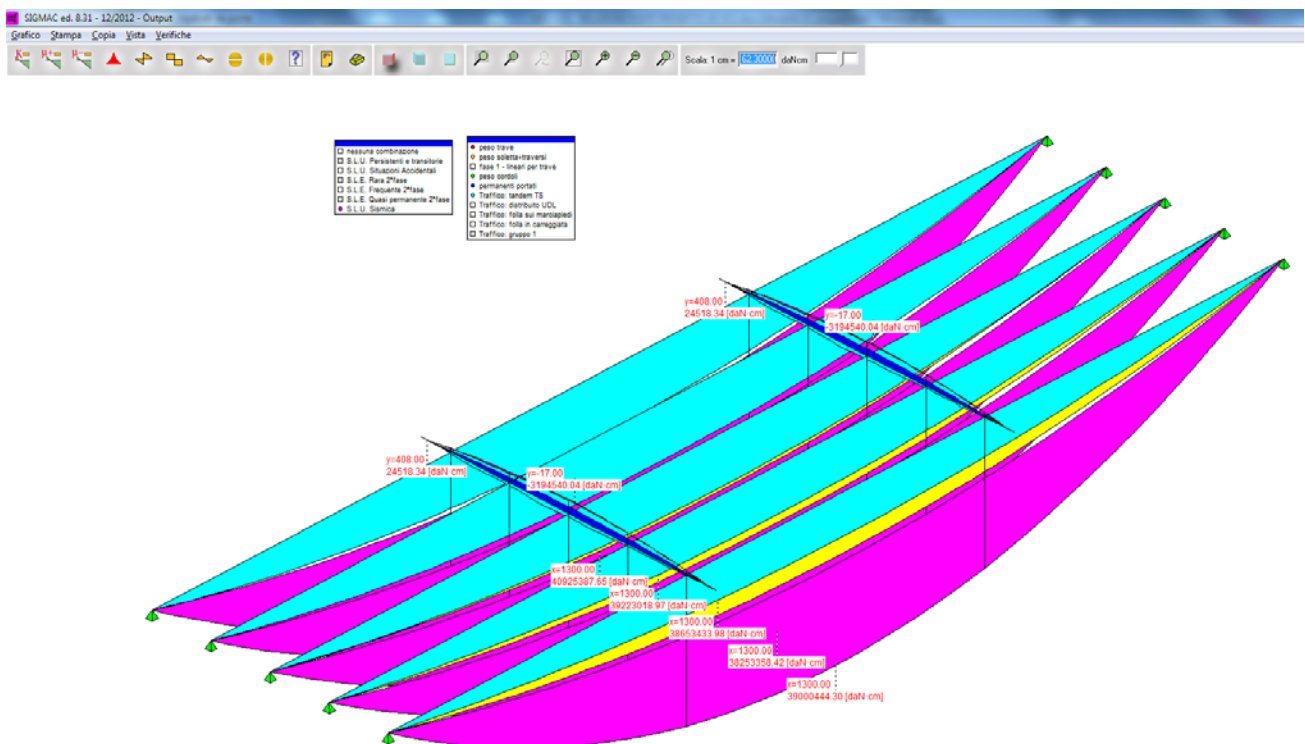 SIGMAC ed. 8.31 - 12/2012 - Output
Grafico Stampa Copia Vista Verifiche
Scala: 1 cm = 62.30000 daNcm
nessuna combinazione
S.L.U. Persistenti e transitorie
S.L.U. Situazioni Accidentali
S.L.E. Rara 2ªfase
S.L.E. Frequente 2ªfase
S.L.E. Quasi permanente 2ªfase
S.L.U. Sismica
peso trave
peso soletta+traversi
fase 1 - lineari per trave
peso cordoli
permanenti portati
Traffico: tandem TS
Traffico: distribuito UDL
Traffico: folla sui marciapiedi
Traffico: folla in carreggiata
Traffico: gruppo 1
y=408.00
24518.34 [daN·cm]
y=-17.00
-3194540.04 [daN·cm]
y=408.00
24518.34 [daN·cm]
y=-17.00
-3194540.04 [daN·cm]
x=1300.00
40925387.65 [daN·cm]
x=1300.00
39223018.97 [daN·cm]
x=1300.00
38653433.98 [daN·cm]
x=1300.00
38253358.42 [daN·cm]
x=1300.00
39000444.30 [daN·cm]